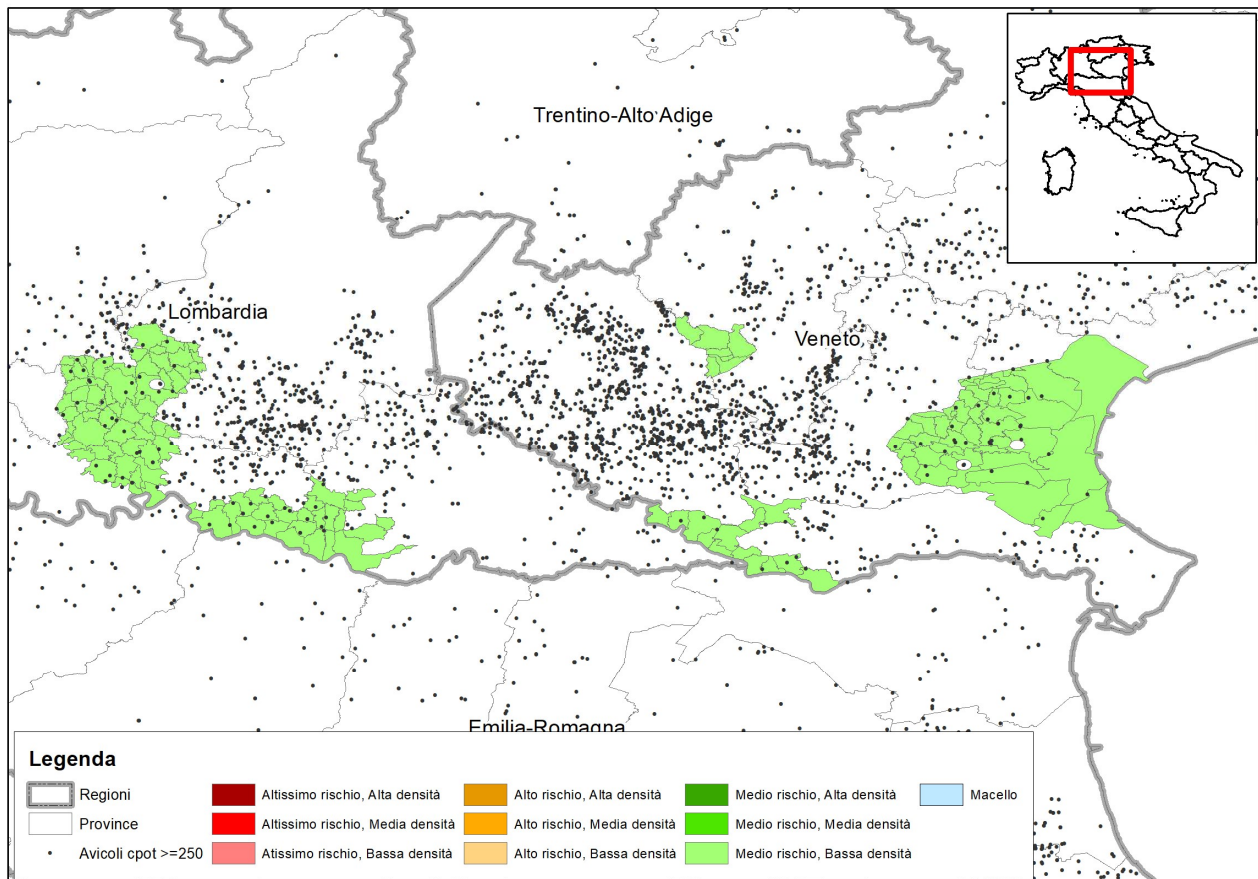 Trentino-Alto Adige
Lombardia
Veneto
Emilia-Romagna
Legenda
Regioni
Province
Avicoli cpot >=250
Altissimo rischio, Alta densità
Altissimo rischio, Media densità
Atissimo rischio, Bassa densità
Alto rischio, Alta densità
Alto rischio, Media densità
Alto rischio, Bassa densità
Medio rischio, Alta densità
Medio rischio, Media densità
Medio rischio, Bassa densità
Macello